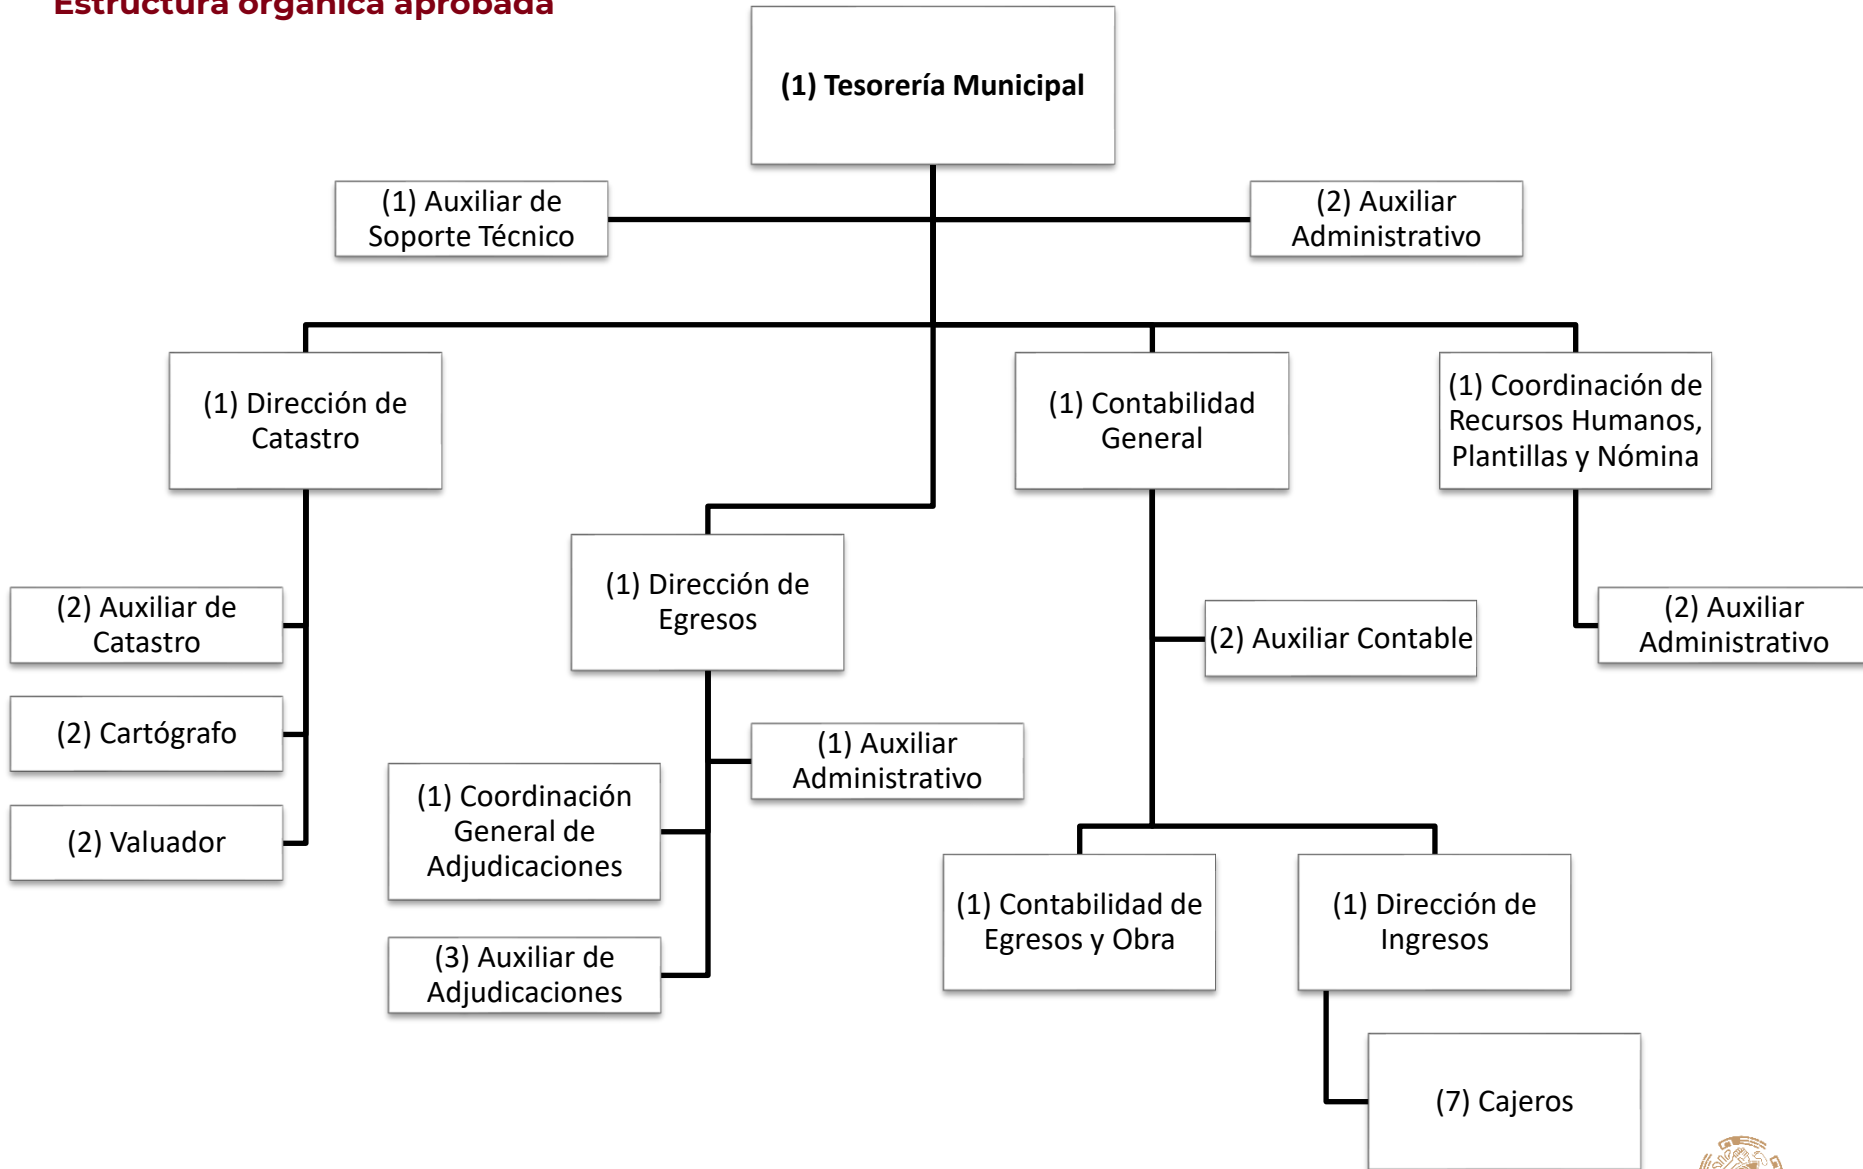 Estructura orgánica aprobada
(1) Tesorería Municipal
(1) Auxiliar de
Soporte Técnico
(2) Auxiliar
Administrativo
(1) Dirección de
Catastro
(1) Contabilidad
General
(1) Coordinación de
Recursos Humanos,
Plantillas y Nómina
(2) Auxiliar de
Catastro
(2) Cartógrafo
(2) Valuador
(1) Dirección de
Egresos
(1) Auxiliar
Administrativo
(1) Coordinación
General de
Adjudicaciones
(3) Auxiliar de
Adjudicaciones
(2) Auxiliar Contable
(2) Auxiliar
Administrativo
(1) Contabilidad de
Egresos y Obra
(1) Dirección de
Ingresos
(7) Cajeros